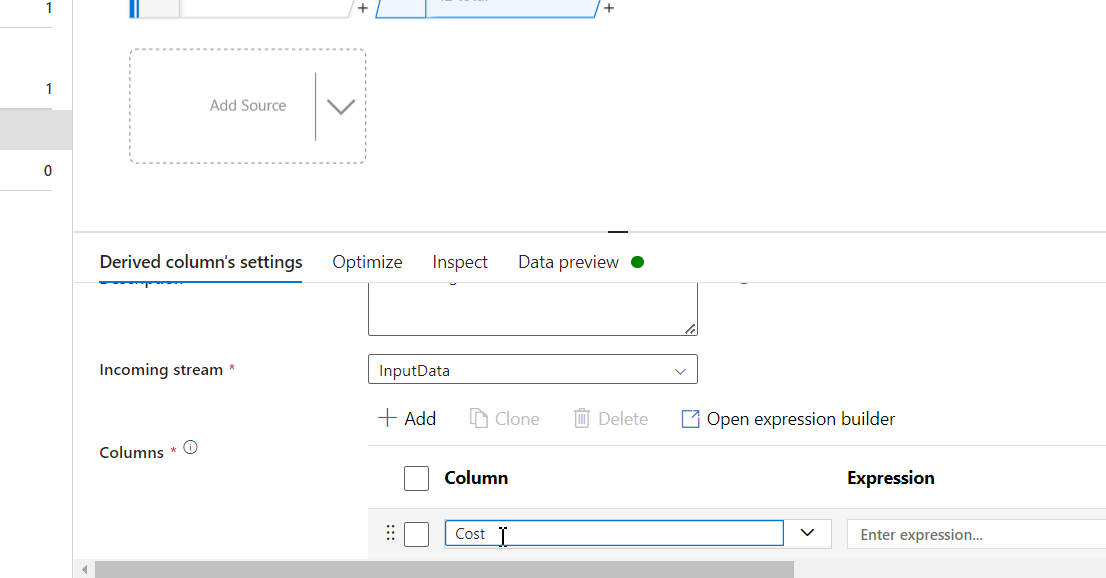 1
+
+
Add Source
1
0
Derived column's settings Optimize Inspect Data preview
Incoming stream *
InputData
+ Add Clone Delete Open expression builder
Columns *
Column Expression
Cost Enter expression...